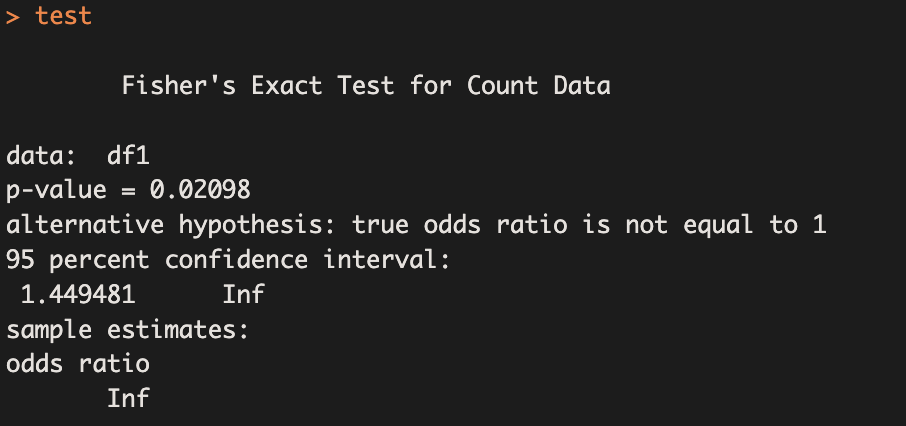 > test
Fisher's Exact Test for Count Data
data:  df1
p-value = 0.02098
alternative hypothesis: true odds ratio is not equal to 1
95 percent confidence interval:
 1.449481      Inf
sample estimates:
odds ratio
       Inf